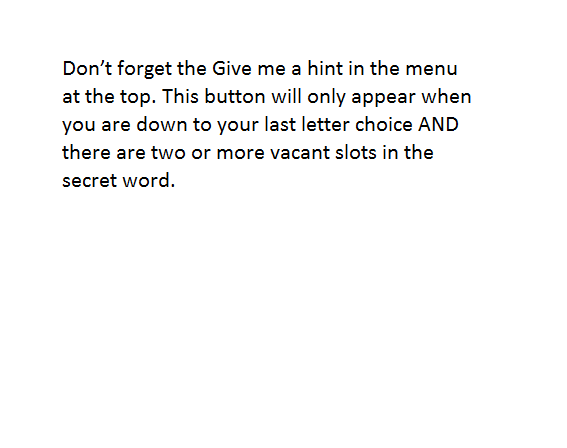 Don’t forget the Give me a hint in the menu
at the top. This button will only appear when
you are down to your last letter choice AND
there are two or more vacant slots in the
secret word.